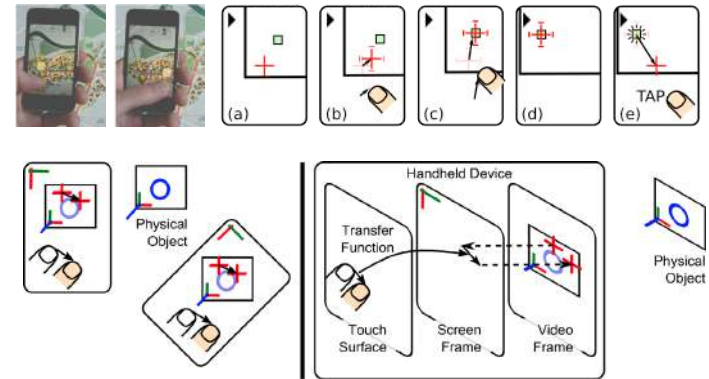 (a)
(b)
(c)
(d)
(e)
TAP
Physical
Object
Handheld Device
Transfer
Function
Touch
Surface
Screen
Frame
Video
Frame
Physical
Object